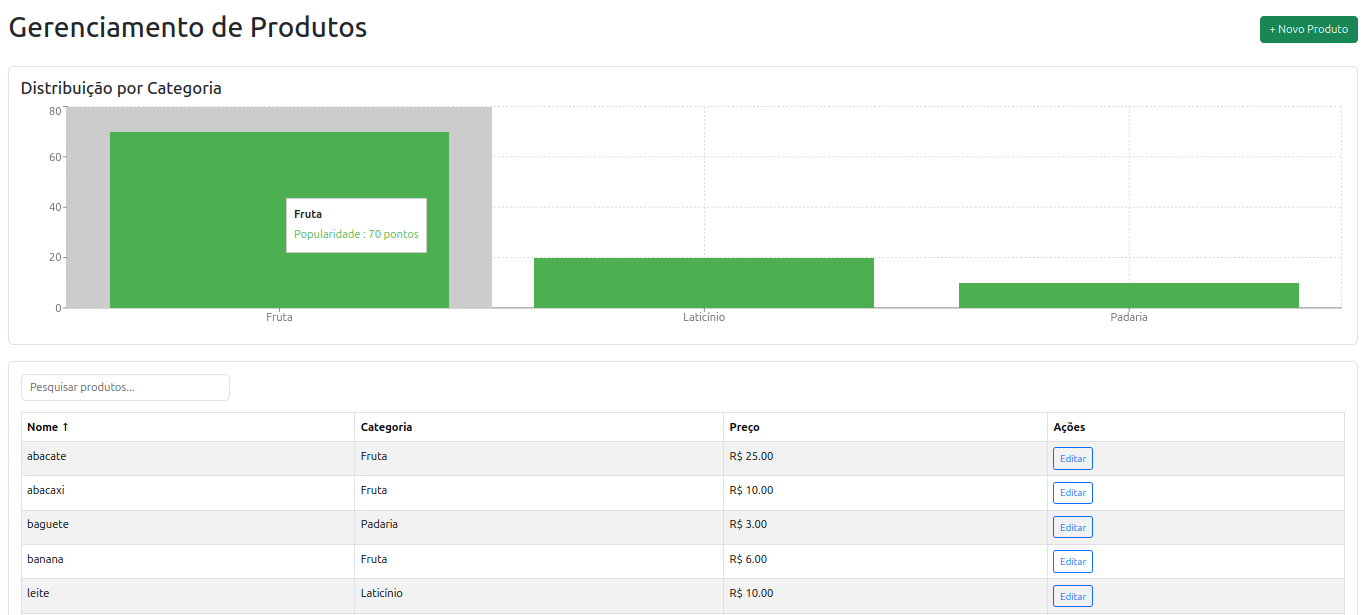 Gerenciamento de Produtos
+ Novo Produto
Distribuição por Categoria
80
60
40
20
0
Fruta
Popularidade : 70 pontos
Fruta Laticínio Padaria
Pesquisar produtos...
Nome ↑ Categoria Preço Ações
abacate Fruta R$ 25.00 Editar
abacaxi Fruta R$ 10.00 Editar
baguete Padaria R$ 3.00 Editar
banana Fruta R$ 6.00 Editar
leite Laticínio R$ 10.00 Editar